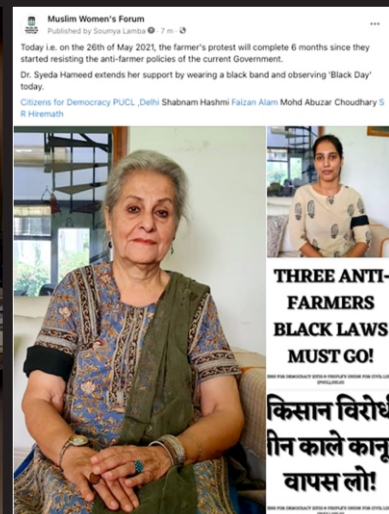 Muslim Women's Forum
Published by Soumya Lamba · 7 m ·
Today i.e. on the 26th of May 2021, the farmer's protest will complete 6 months since they
started resisting the anti-farmer policies of the current Government.
Dr. Syeda Hameed extends her support by wearing a black band and observing 'Black Day'
today.
Citizens for Democracy PUCL ,Delhi Shabnam Hashmi Faizan Alam Mohd Abuzar Choudhary S
R Hiremath
THREE ANTI-
FARMERS
BLACK LAWS
MUST GO!
किसान विरोधी
तीन काले कानून
वापस लो!